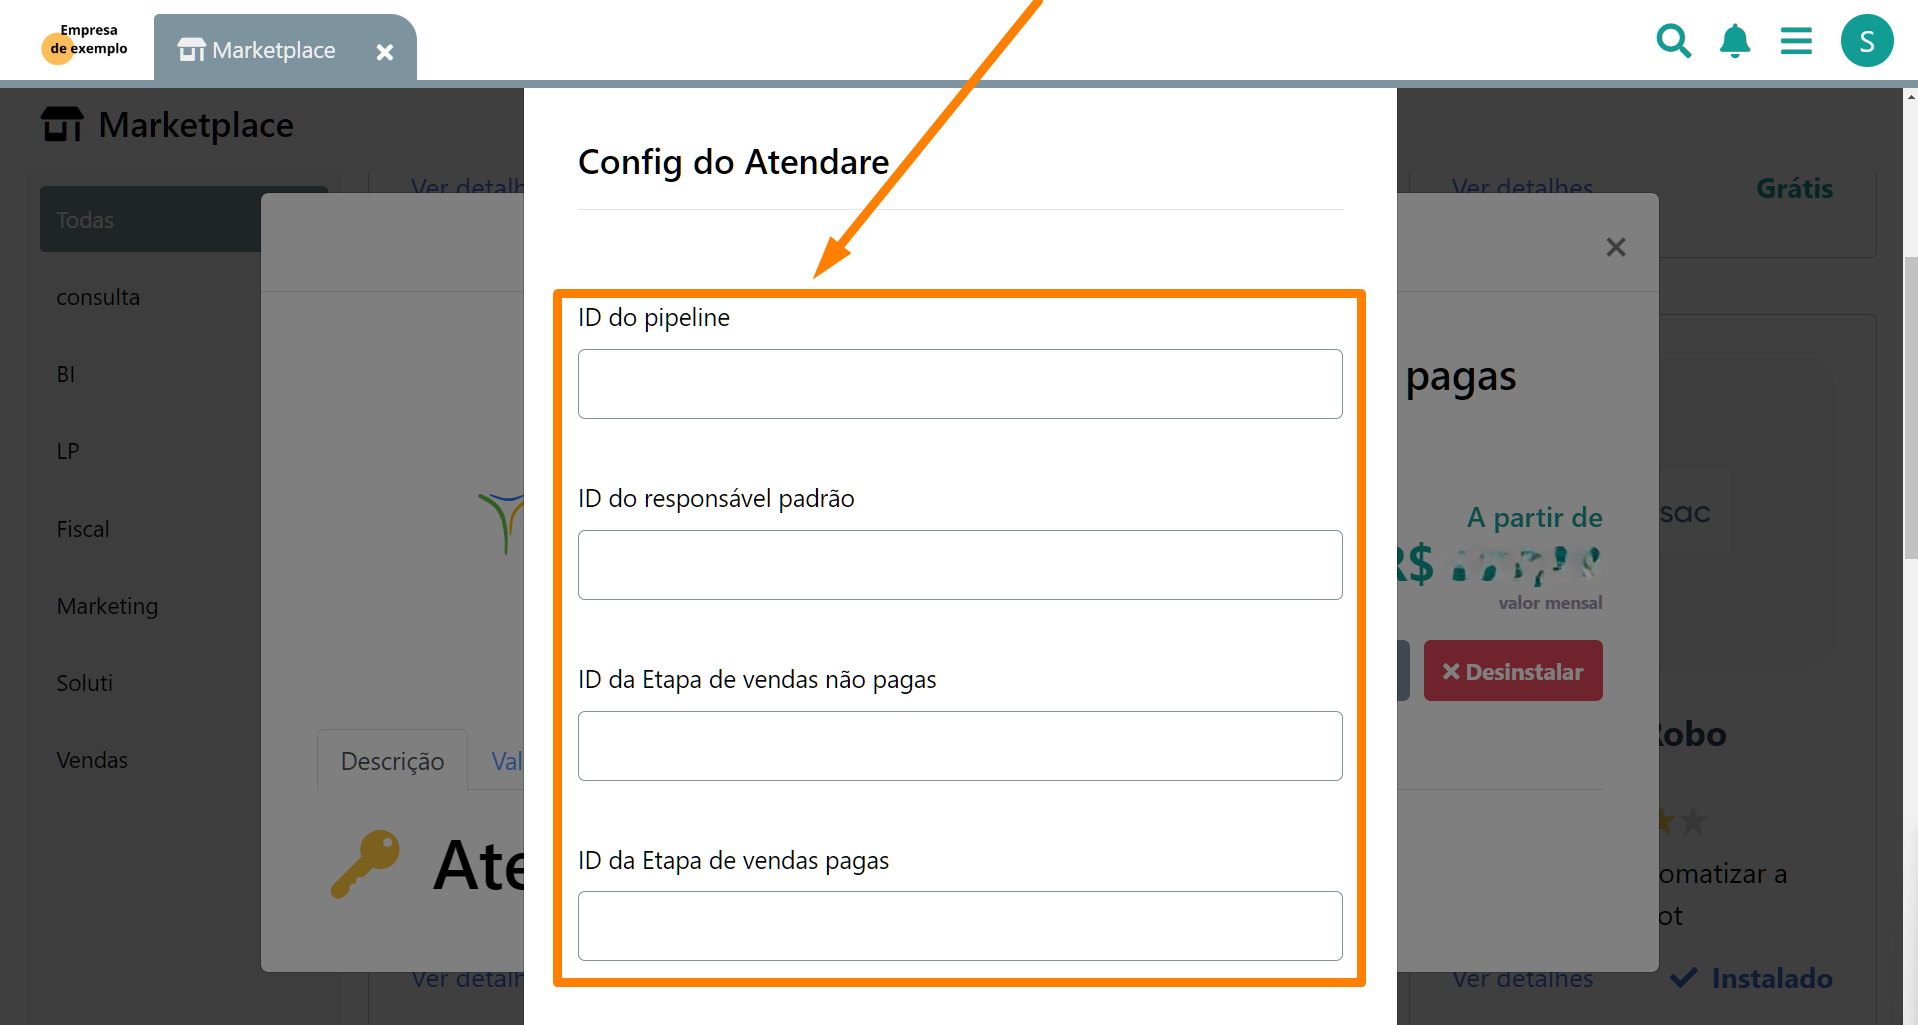 Empresa
de exemplo
Marketplace
S
Marketplace
Todas
consulta
BI
LP
Fiscal
Marketing
Soluti
Vendas
Ver detalh
Config do Atendare
ID do pipeline
ID do responsável padrão
ID da Etapa de vendas não pagas
ID da Etapa de vendas pagas
Ver detalhes
Grátis
pagas
A partir de
R$
valor mensal
Desinstalar
sac
Descrição
Val
Ate
Robo
omatizar a
ot
Ver detalh
Ver detalhes
Instalado